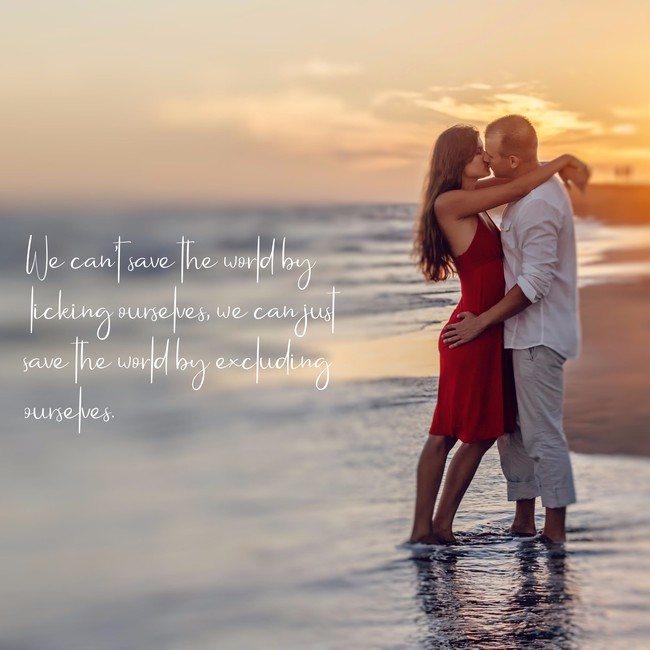 We can't save the world by
licking ourselves, we can just
save the world by excluding
ourselves.